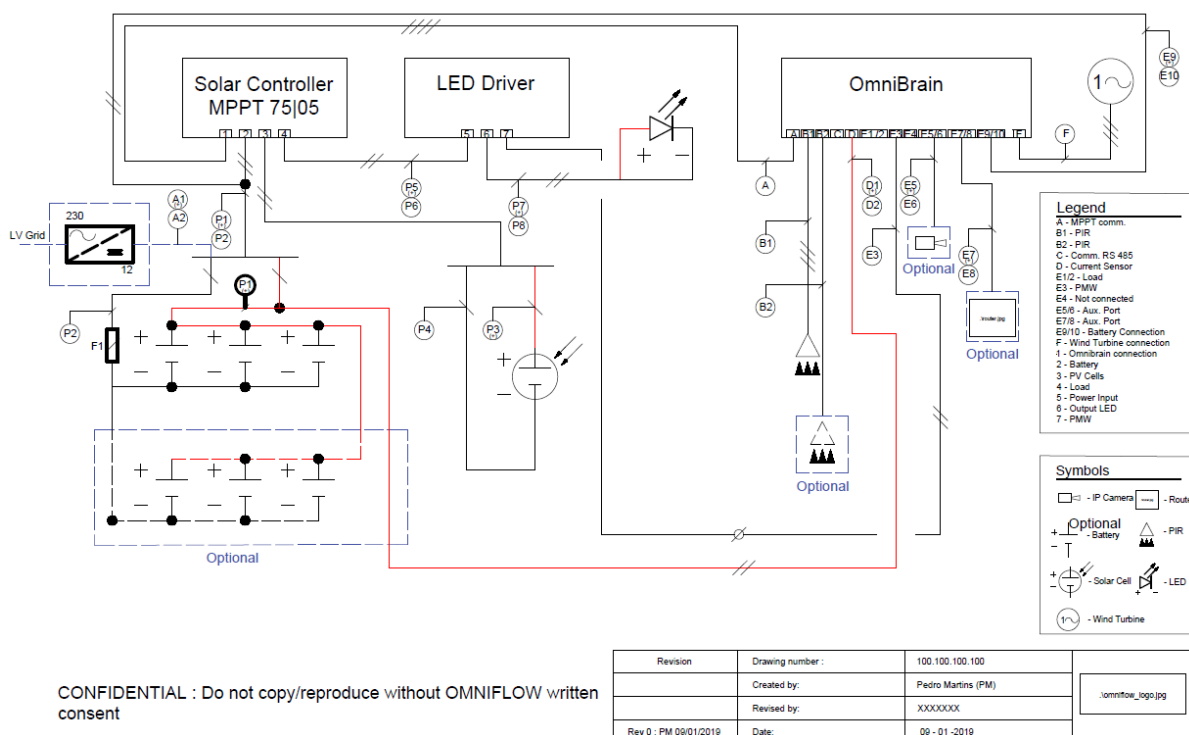 Solar Controller
MPPT 75|05
1 2 3 4
LED Driver
5 6 7
OmniBrain
A B1 B2 C D E1/2 E3 E4 E5/6 E7/8 E9/10 F
1
E9
(+)
E10
F
A
+ -
P5
(+)
P6
P7
(+)
P8
D1
(+)
D2
E5
(+)
E6
A1
(+)
A2
P1
(+)
P2
LV Grid
230
12
B1
E3
Optional
E7
(+)
E8
B2
\router.jpg
Optional
P1
(+)
P2
F1
+ + +
- - -
P4
P3
(+)
+
-
+ + +
- - -
Optional
Optional
Legend
A - MPPT comm.
B1 - PIR
B2 - PIR
C - Comm. RS 485
D - Current Sensor
E1/2 - Load
E3 - PMW
E4 - Not connected
E5/6 - Aux. Port
E7/8 - Aux. Port
E9/10 - Battery Connection
F - Wind Turbine connection
1 - Omnibrain connection
2 - Battery
3 - PV Cells
4 - Load
5 - Power Input
6 - Output LED
7 - PMW
Symbols
- IP Camera
- Route
Optional
+
- Battery
-
- PIR
+
- Solar Cell
-
- LED
+ -
1
- Wind Turbine
CONFIDENTIAL : Do not copy/reproduce without OMNIFLOW written
consent
Revision
Drawing number :
100.100.100.100
Created by:
Pedro Martins (PM)
Revised by:
XXXXXXX
.\omniflow_logo.jpg
Rev 0 : PM 09/01/2019
Date:
09 - 01 -2019